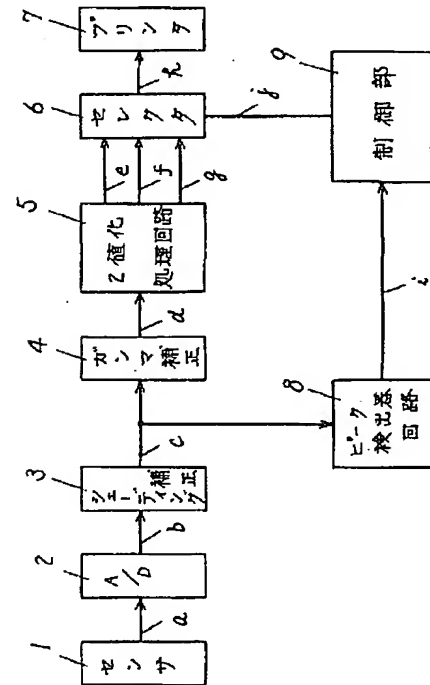 1
センサ
a
2
A/D
b
3
シェーディング
補正
c
4
ガンマ
補正
d
5
2値化
処理回路
e
f
g
6
セレクタ
h
7
プリンタ
j
8
ピーク
検出器
回路
i
9
制御部